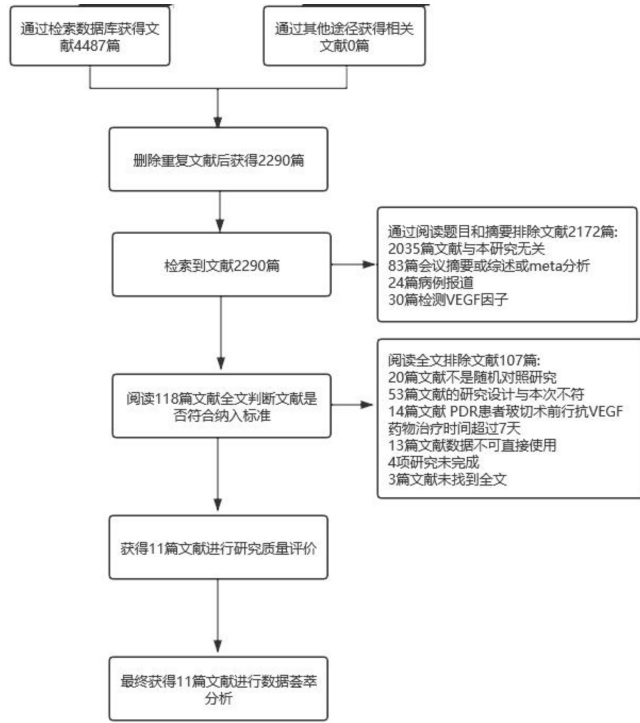 通过检索数据库获得文
献4487篇
通过其他途径获得相关
文献0篇
删除重复文献后获得2290篇
检索到文献2290篇
通过阅读题目和摘要排除文献2172篇:
2035篇文献与本研究无关
83篇会议摘要或综述或meta分析
24篇病例报道
30篇检测VEGF因子
阅读118篇文献全文判断文献是
否符合纳入标准
阅读全文排除文献107篇:
20篇文献不是随机对照研究
53篇文献的研究设计与本次不符
14篇文献 PDR患者玻切术前行抗VEGF
药物治疗时间超过7天
13篇文献数据不可直接使用
4项研究未完成
3篇文献未找到全文
获得11篇文献进行研究质量评价
最终获得11篇文献进行数据荟萃
分析